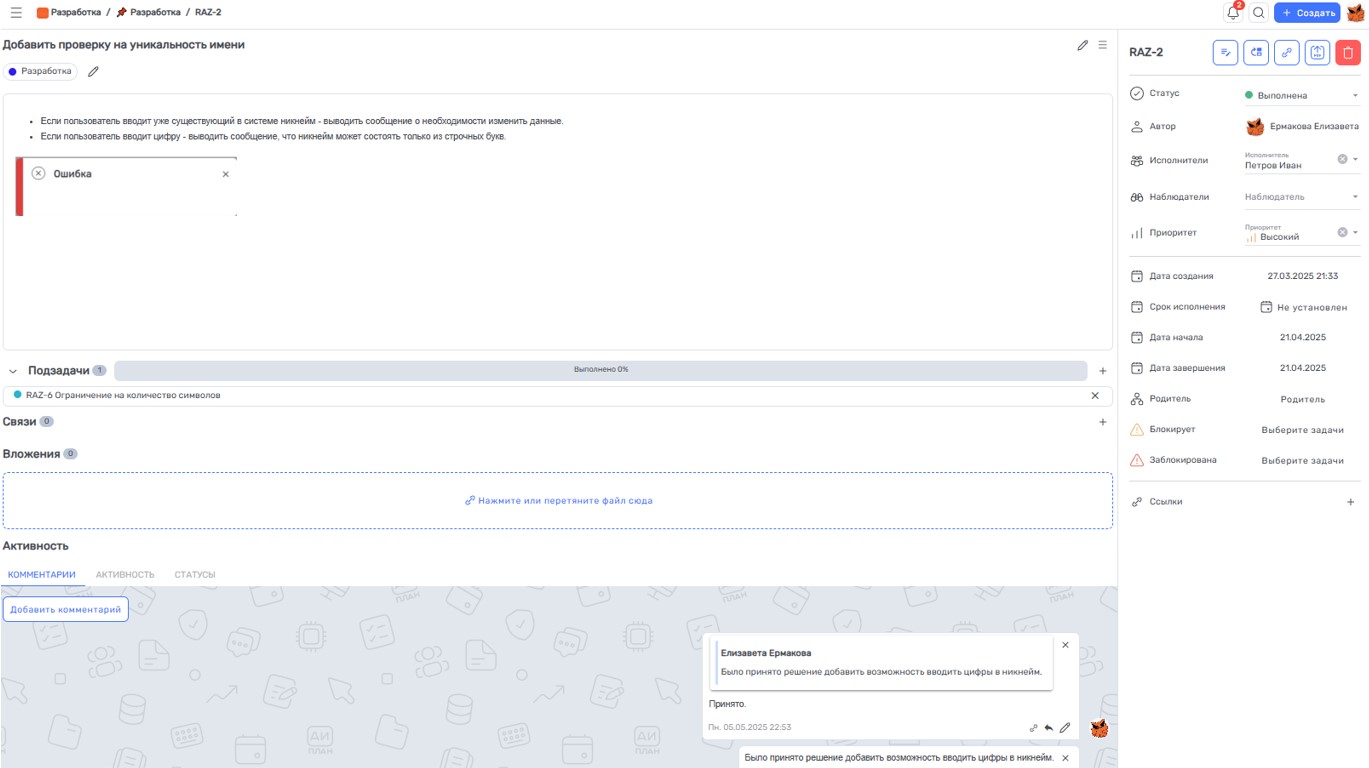 Разработка / Разработка / RAZ-2
2
+ Создать
Добавить проверку на уникальность имени
Разработка
Если пользователь вводит уже существующий в системе никнейм - выводить сообщение о необходимости изменить данные.
Если пользователь вводит цифру - выводить сообщение, что никнейм может состоять только из строчных букв.
Ошибка
Подзадачи 1
Выполнено 0%
RAZ-6 Ограничение на количество символов
Связи 0
Вложения 0
Нажмите или перетяните файл сюда
Активность
КОММЕНТАРИИ АКТИВНОСТЬ СТАТУСЫ
Добавить комментарий
Елизавета Ермакова
Было принято решение добавить возможность вводить цифры в никнейм.
Принято.
Пн. 05.05.2025 22:53
Было принято решение добавить возможность вводить цифры в никнейм.
АИ
ПЛАН
АИ
ПЛАН
ПЛАН
ПЛАН
ПЛАН
RAZ-2
Статус Выполнена
Автор Ермакова Елизавета
Исполнитель
Исполнители Петров Иван
Наблюдатели Наблюдатель
Приоритет
Приоритет Высокий
Дата создания 27.03.2025 21:33
Срок исполнения Не установлен
Дата начала 21.04.2025
Дата завершения 21.04.2025
Родитель Родитель
Блокирует Выберите задачи
Заблокирована Выберите задачи
Ссылки